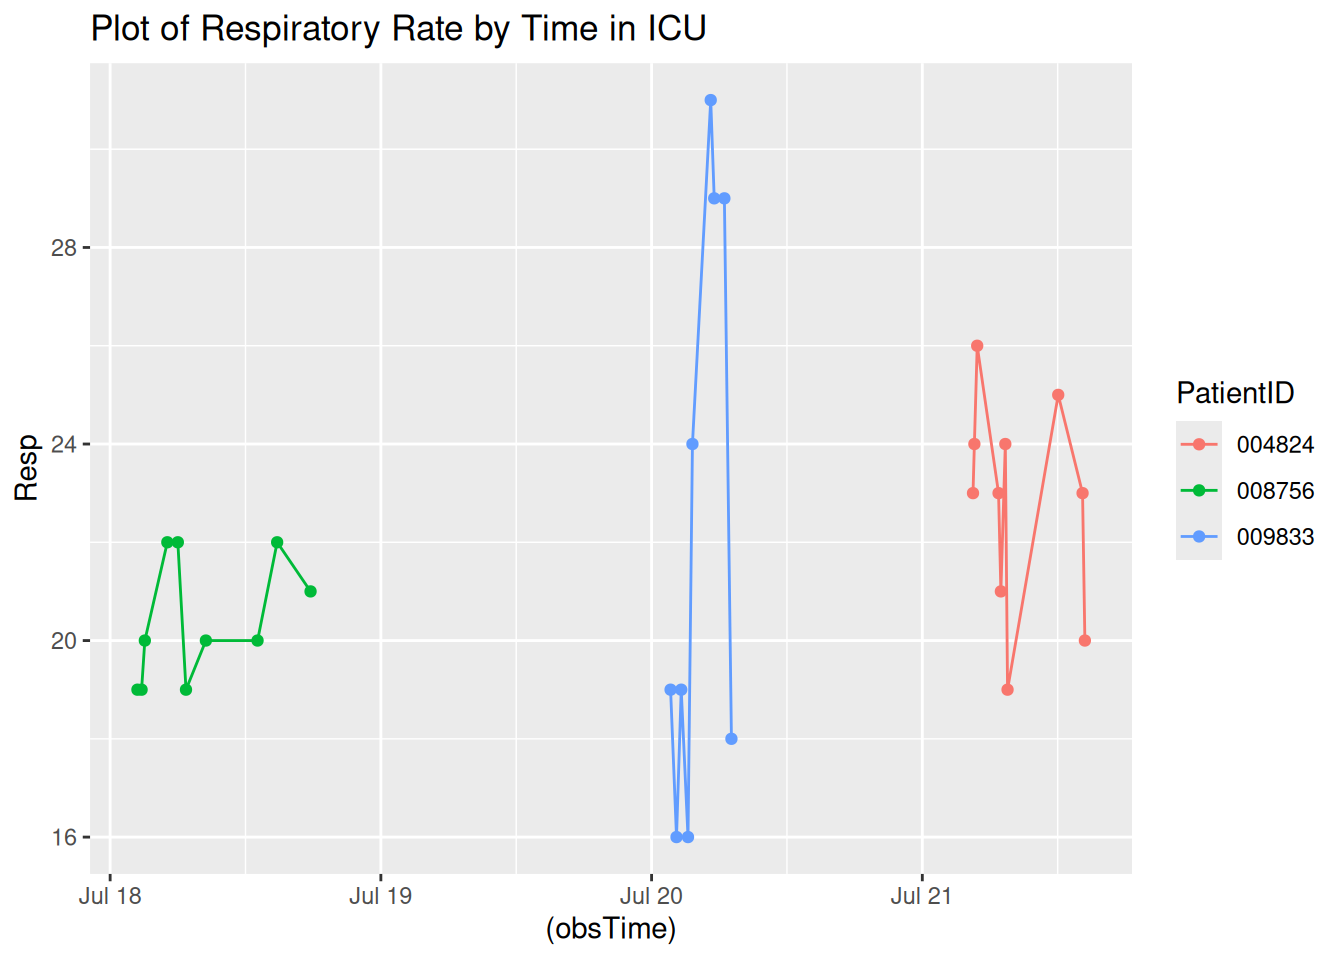 Plot of Respiratory Rate by Time in ICU
28
24
20
16
Resp
Jul 18
Jul 19
Jul 20
Jul 21
(obsTime)
PatientID
004824
008756
009833